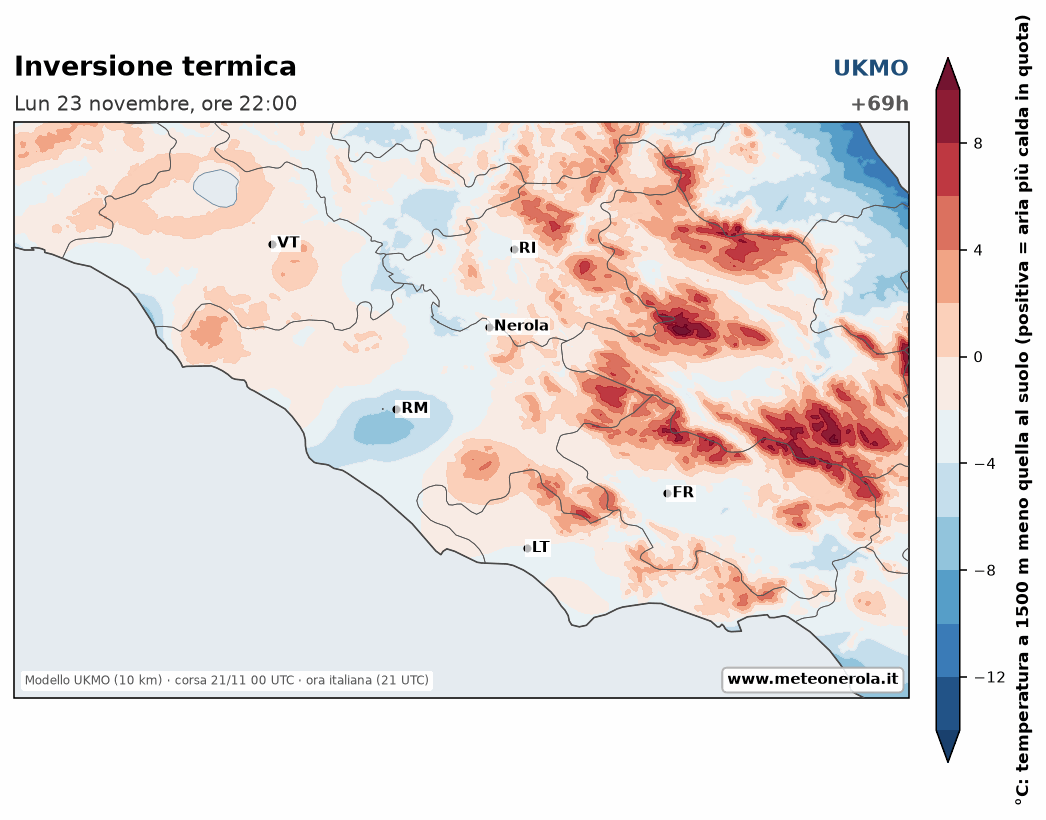 Inversione termica
UKMO
Lun 23 novembre, ore 22:00
+69h
VT
RI
Nerola
RM
FR
LT
Modello UKMO (10 km) · corsa 21/11 00 UTC · ora italiana (21 UTC)
www.meteonerola.it
8
4
0
−4
−8
−12
°C: temperatura a 1500 m meno quella al suolo (positiva = aria più calda in quota)